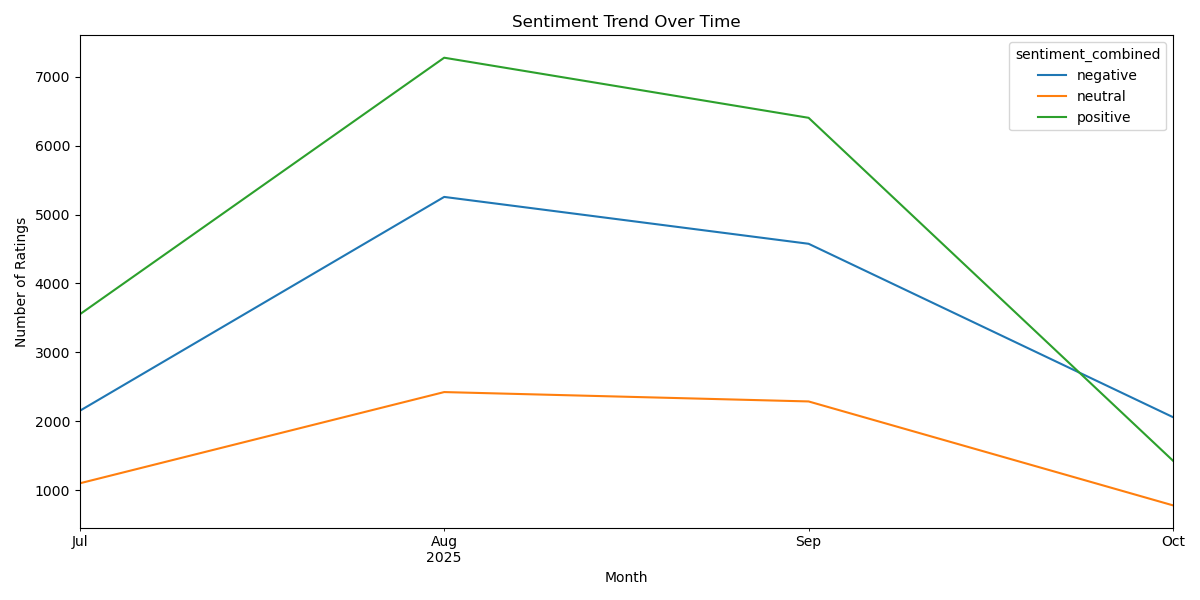 Sentiment Trend Over Time
sentiment_combined
negative
neutral
positive
Number of Ratings
7000
6000
5000
4000
3000
2000
1000
Jul
Aug
2025
Sep
Oct
Month